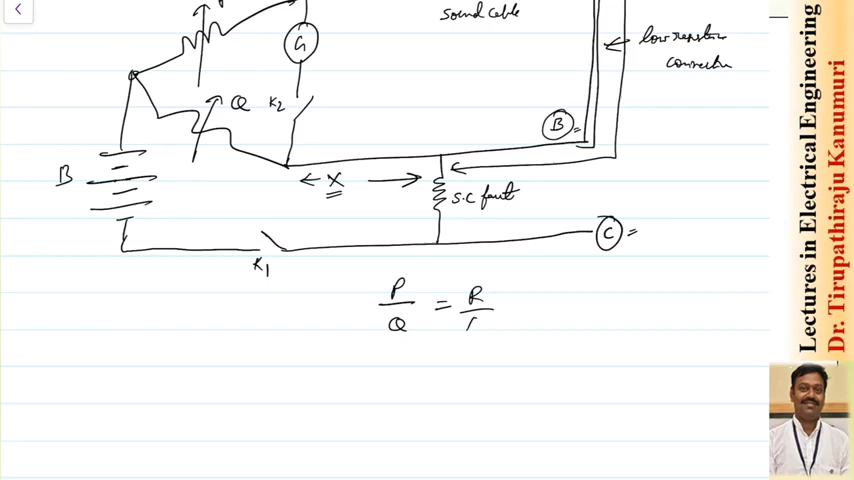 sound cable
low resistance
connection
G
Q
K2
B
B
X
S.C fault
C
K1
P
Q
=
R
Lectures in Electrical Engineering
Dr. Tirupathiraju Kanumuri